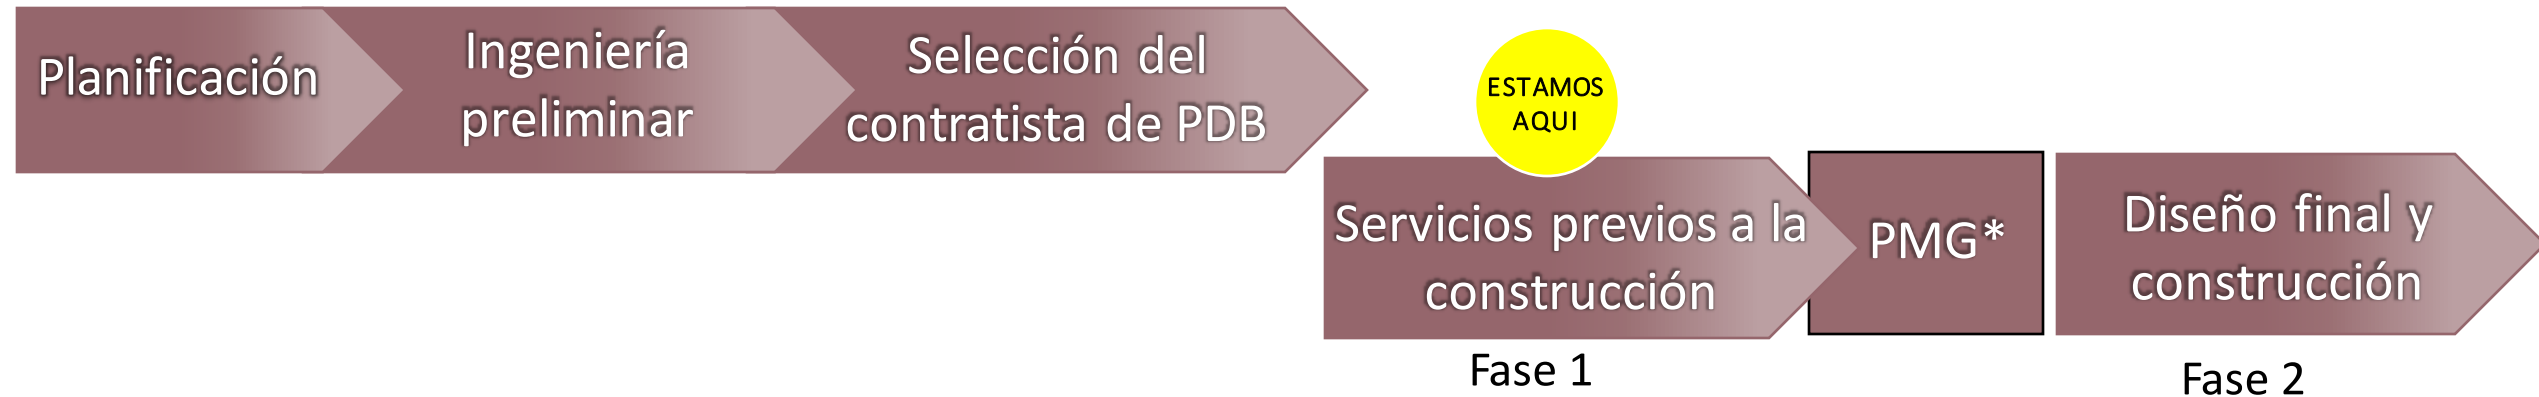 Planificación
Ingeniería
preliminar
Selección del
contratista de PDB
ESTAMOS
AQUI
Servicios previos a la
construcción
PMG*
Diseño final y
construcción
Fase 1
Fase 2